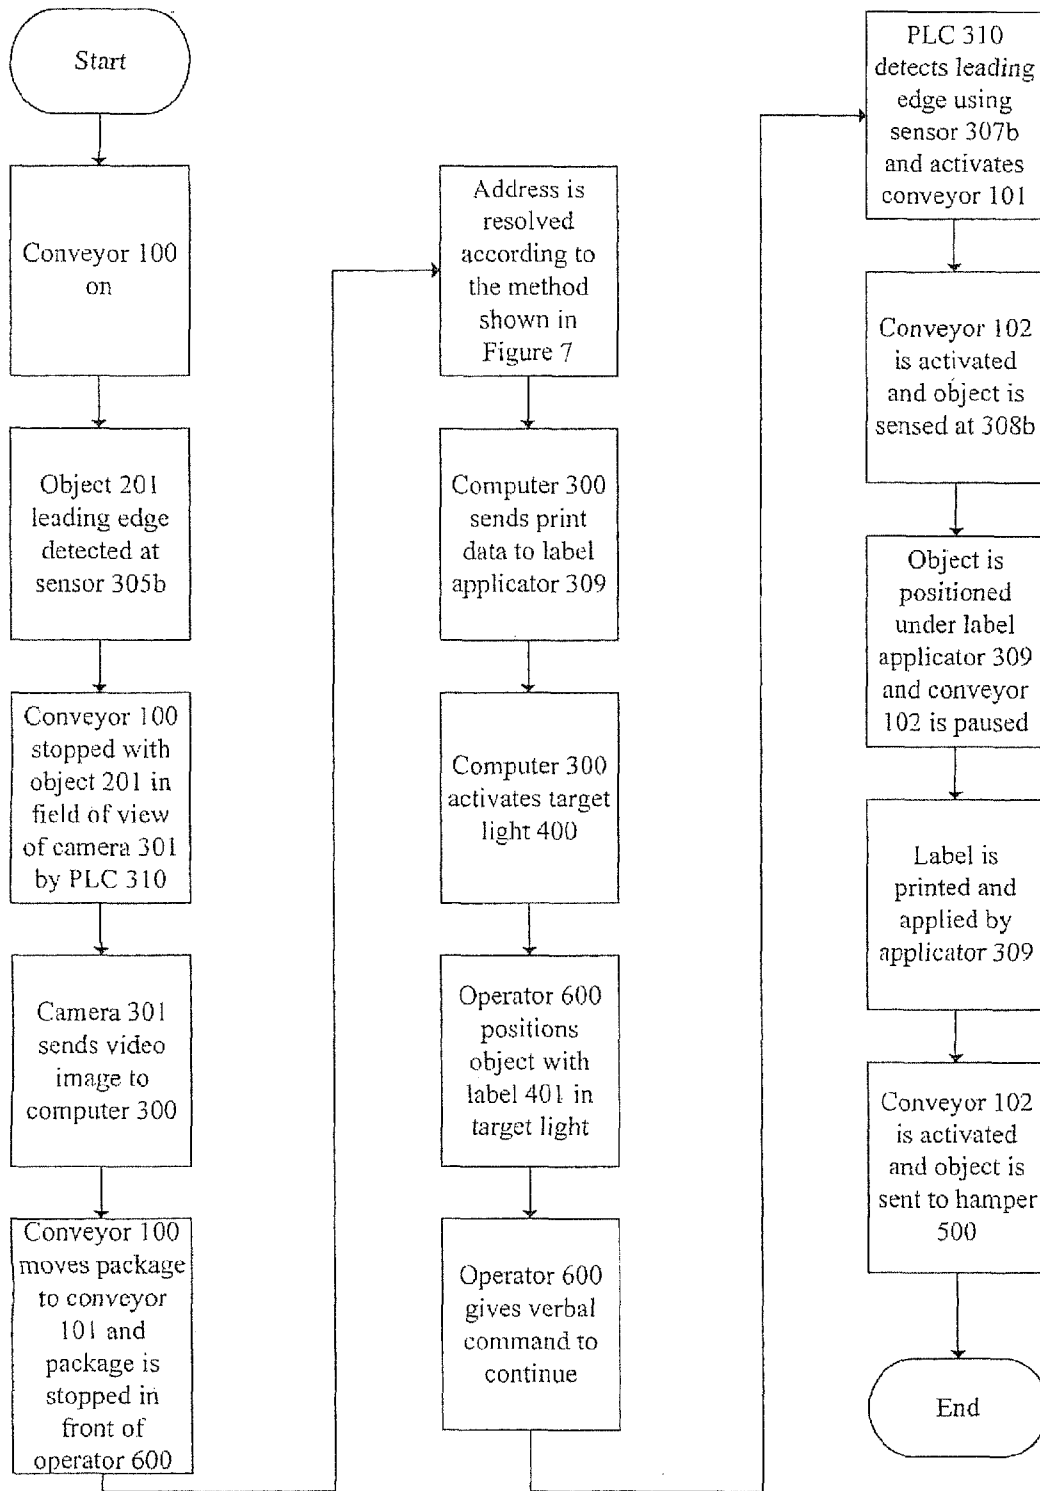 Start
Conveyor 100
on
Object 201
leading edge
detected at
sensor 305b
Conveyor 100
stopped with
object 201 in
field of view
of camera 301
by PLC 310
Camera 301
sends video
image to
computer 300
Conveyor 100
moves package
to conveyor
101 and
package is
stopped in
front of
operator 600
Address is
resolved
according to
the method
shown in
Figure 7
Computer 300
sends print
data to label
applicator 309
Computer 300
activates target
light 400
Operator 600
positions
object with
label 401 in
target light
Operator 600
gives verbal
command to
continue
PLC 310
detects leading
edge using
sensor 307b
and activates
conveyor 101
Conveyor 102
is activated
and object is
sensed at 308b
Object is
positioned
under label
applicator 309
and conveyor
102 is paused
Label is
printed and
applied by
applicator 309
Conveyor 102
is activated
and object is
sent to hamper
500
End